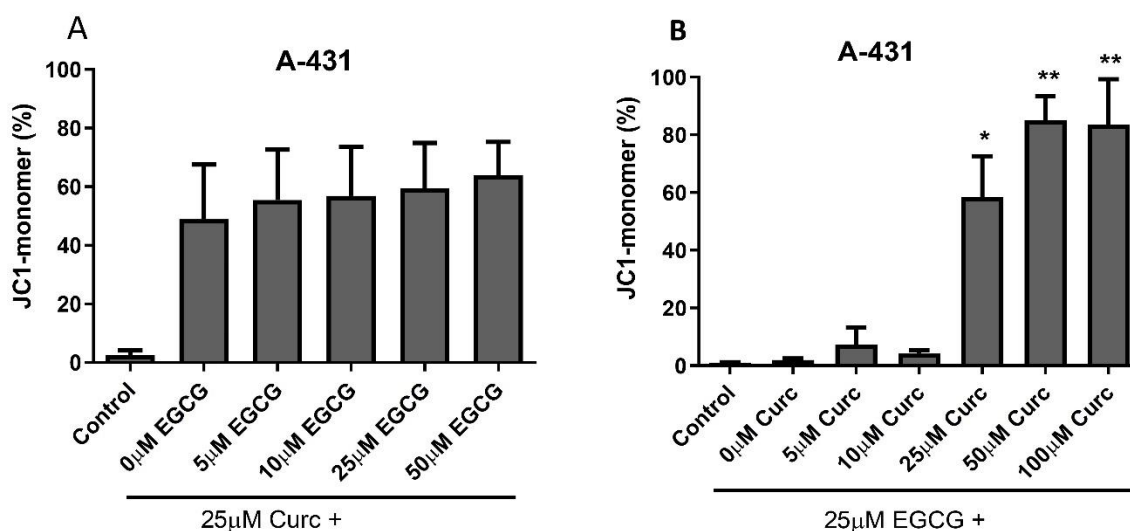 A
A-431
JC1-monomer (%)
100
80
60
40
20
0
Control
0µM EGCG
5µM EGCG
10µM EGCG
25µM EGCG
50µM EGCG
25µM Curc +
B
A-431
JC1-monomer (%)
100
80
60
40
20
0
*
**
**
Control
0µM Curc
5µM Curc
10µM Curc
25µM Curc
50µM Curc
100µM Curc
25µM EGCG +